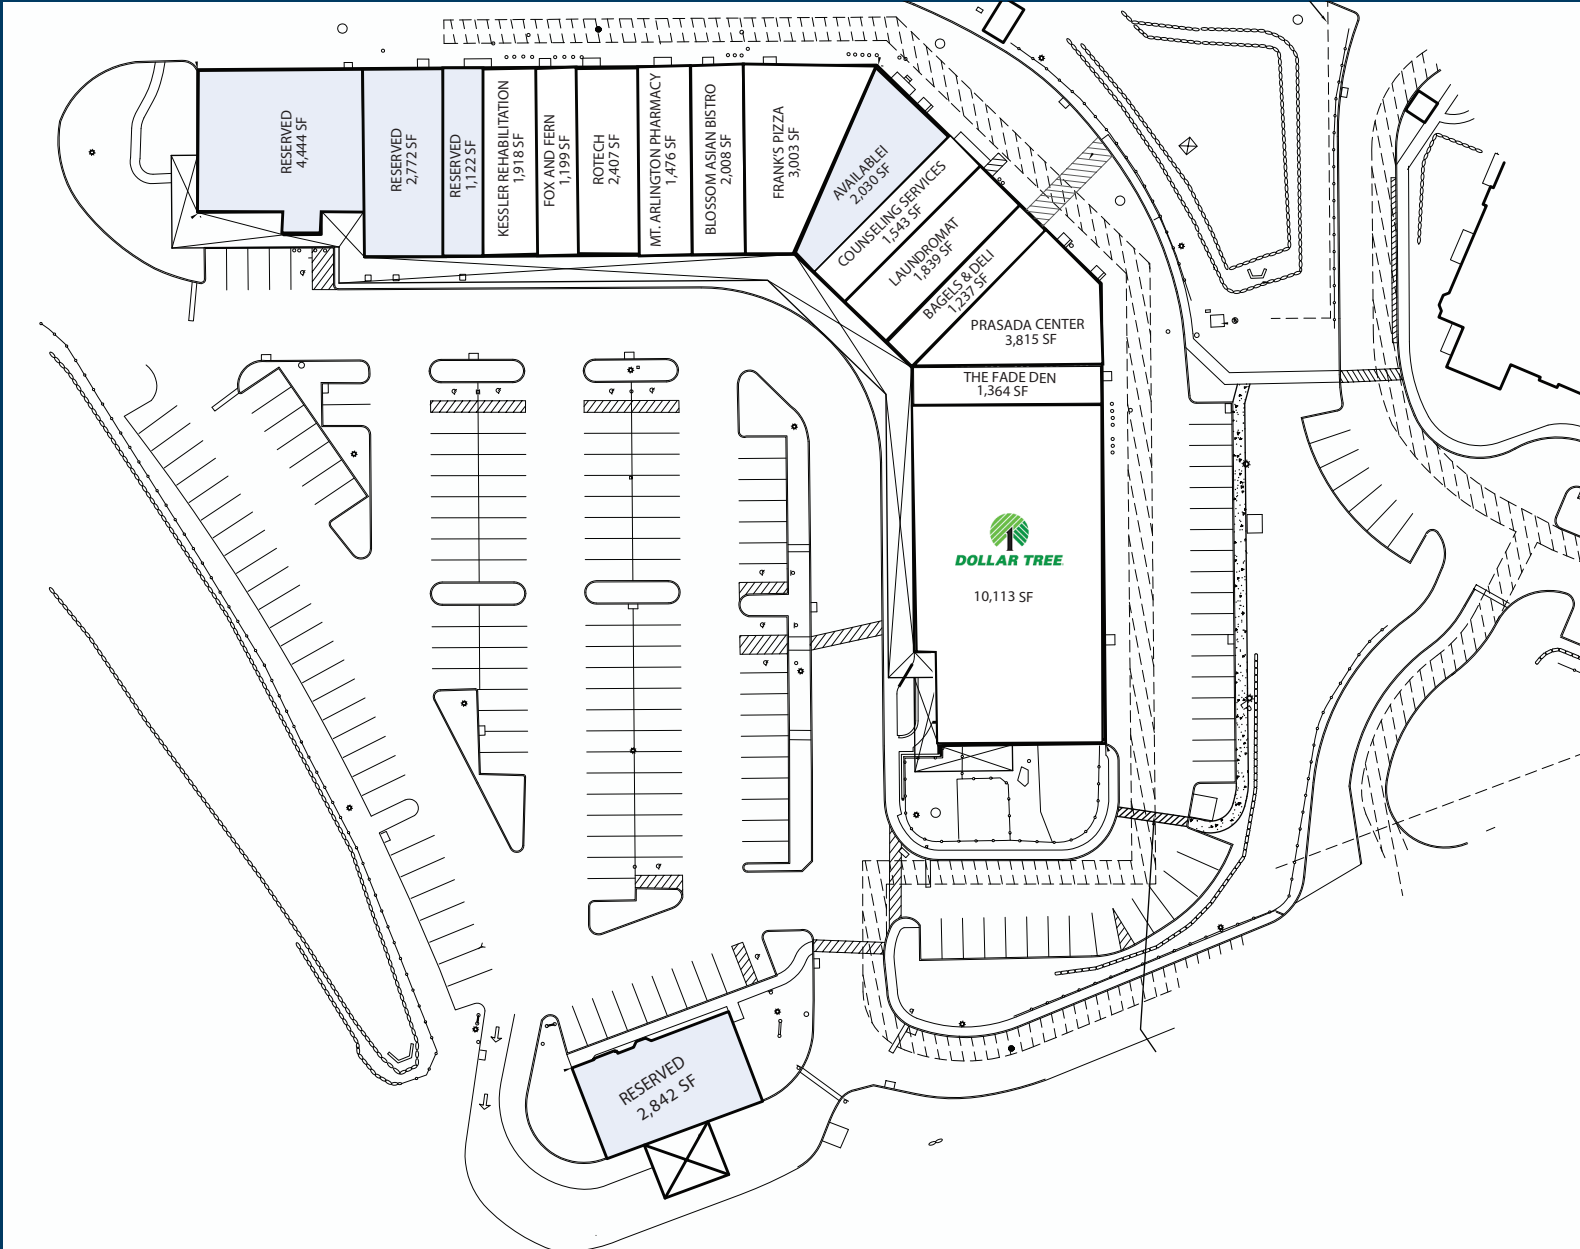 RESERVED
4,444 SF
RESERVED
2,772 SF
RESERVED
1,122 SF
KESSLER REHABILITATION
1,918 SF
FOX AND FERN
1,199 SF
ROTECH
2,407 SF
MT. ARLINGTON PHARMACY
1,476 SF
BLOSSOM ASIAN BISTRO
2,008 SF
FRANK'S PIZZA
3,003 SF
AVAILABLE!
2,030 SF
COUNSELING SERVICES
1,543 SF
LAUNDROMAT
1,839 SF
BAGELS & DELI
1,237 SF
PRASADA CENTER
3,815 SF
THE FADE DEN
1,364 SF
DOLLAR TREE
10,113 SF
RESERVED
2,842 SF